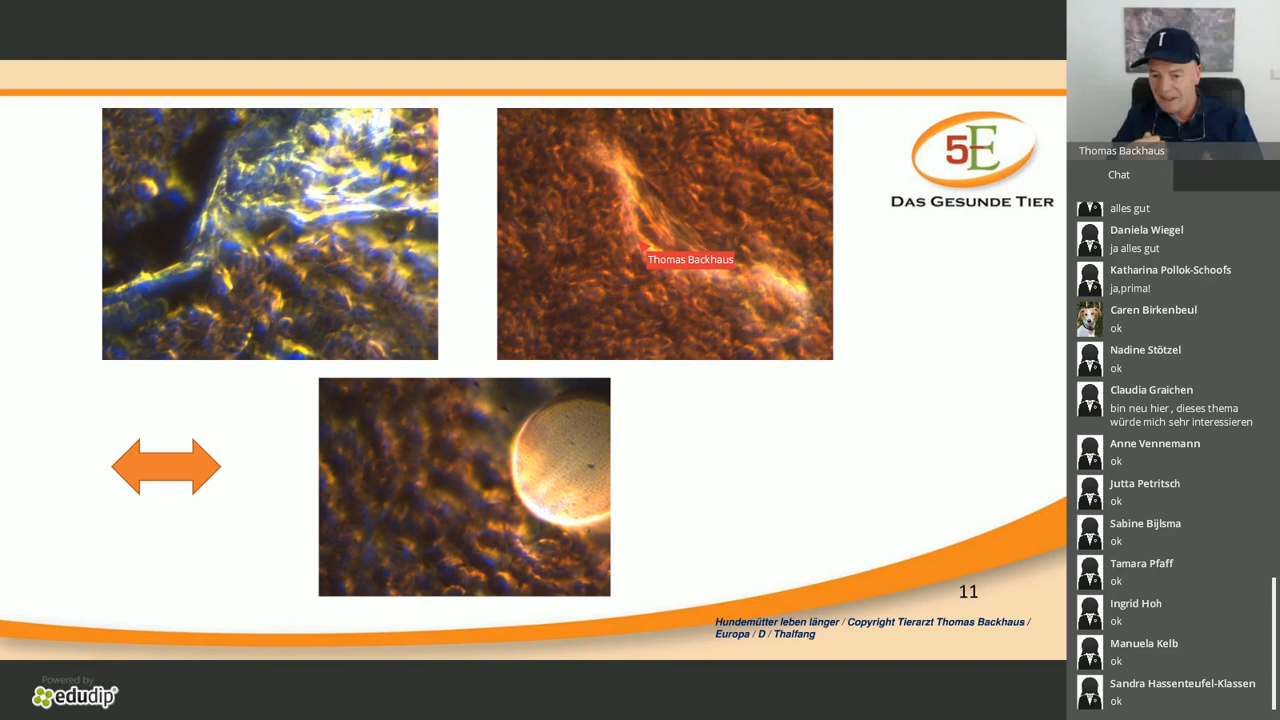 5E
DAS GESUNDE TIER
Thomas Backhaus
11
Hundemütter leben länger / Copyright Tierarzt Thomas Backhaus /
Europa / D / Thalfang
Powered by
edudip
T
Thomas Backhaus
Chat
alles gut
Daniela Wiegel
ja alles gut
Katharina Pollok-Schoofs
ja,prima!
Caren Birkenbeul
ok
Nadine Stötzel
ok
Claudia Graichen
bin neu hier , dieses thema
würde mich sehr interessieren
Anne Vennemann
ok
Jutta Petritsch
ok
Sabine Bijlsma
ok
Tamara Pfaff
ok
Ingrid Hoh
ok
Manuela Kelb
ok
Sandra Hassenteufel-Klassen
ok